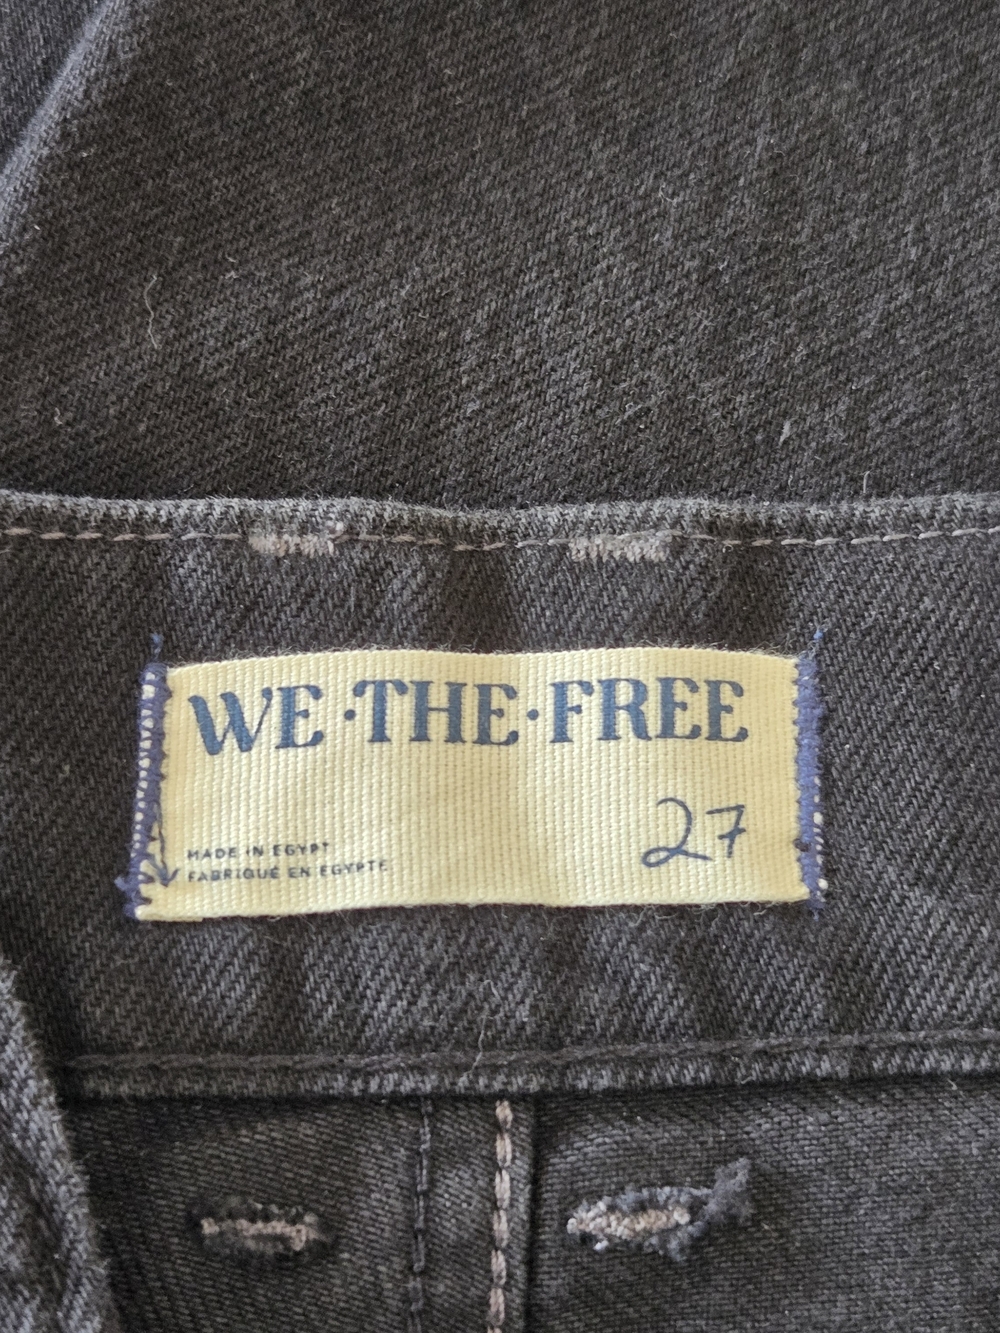 WE·THE·FREE
27
MADE IN EGYPT
FABRIQUÉ EN EGYPTE